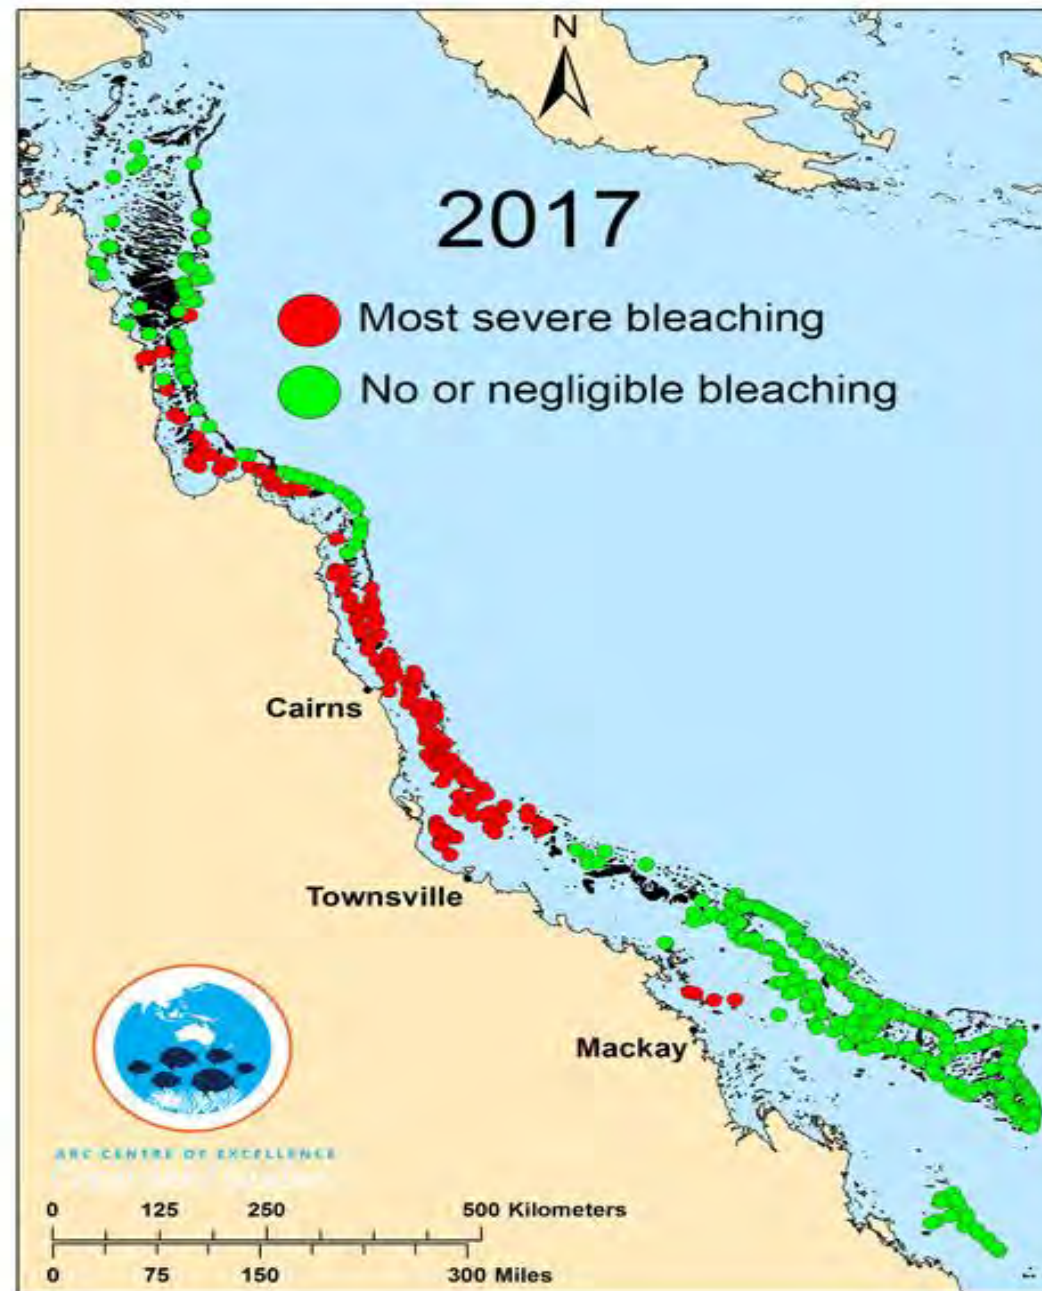 N
2017
Most severe bleaching
No or negligible bleaching
Cairns
Townsville
Mackay
ARC CENTRE OF EXCELLENCE
0 125 250 500 Kilometers
0 75 150 300 Miles